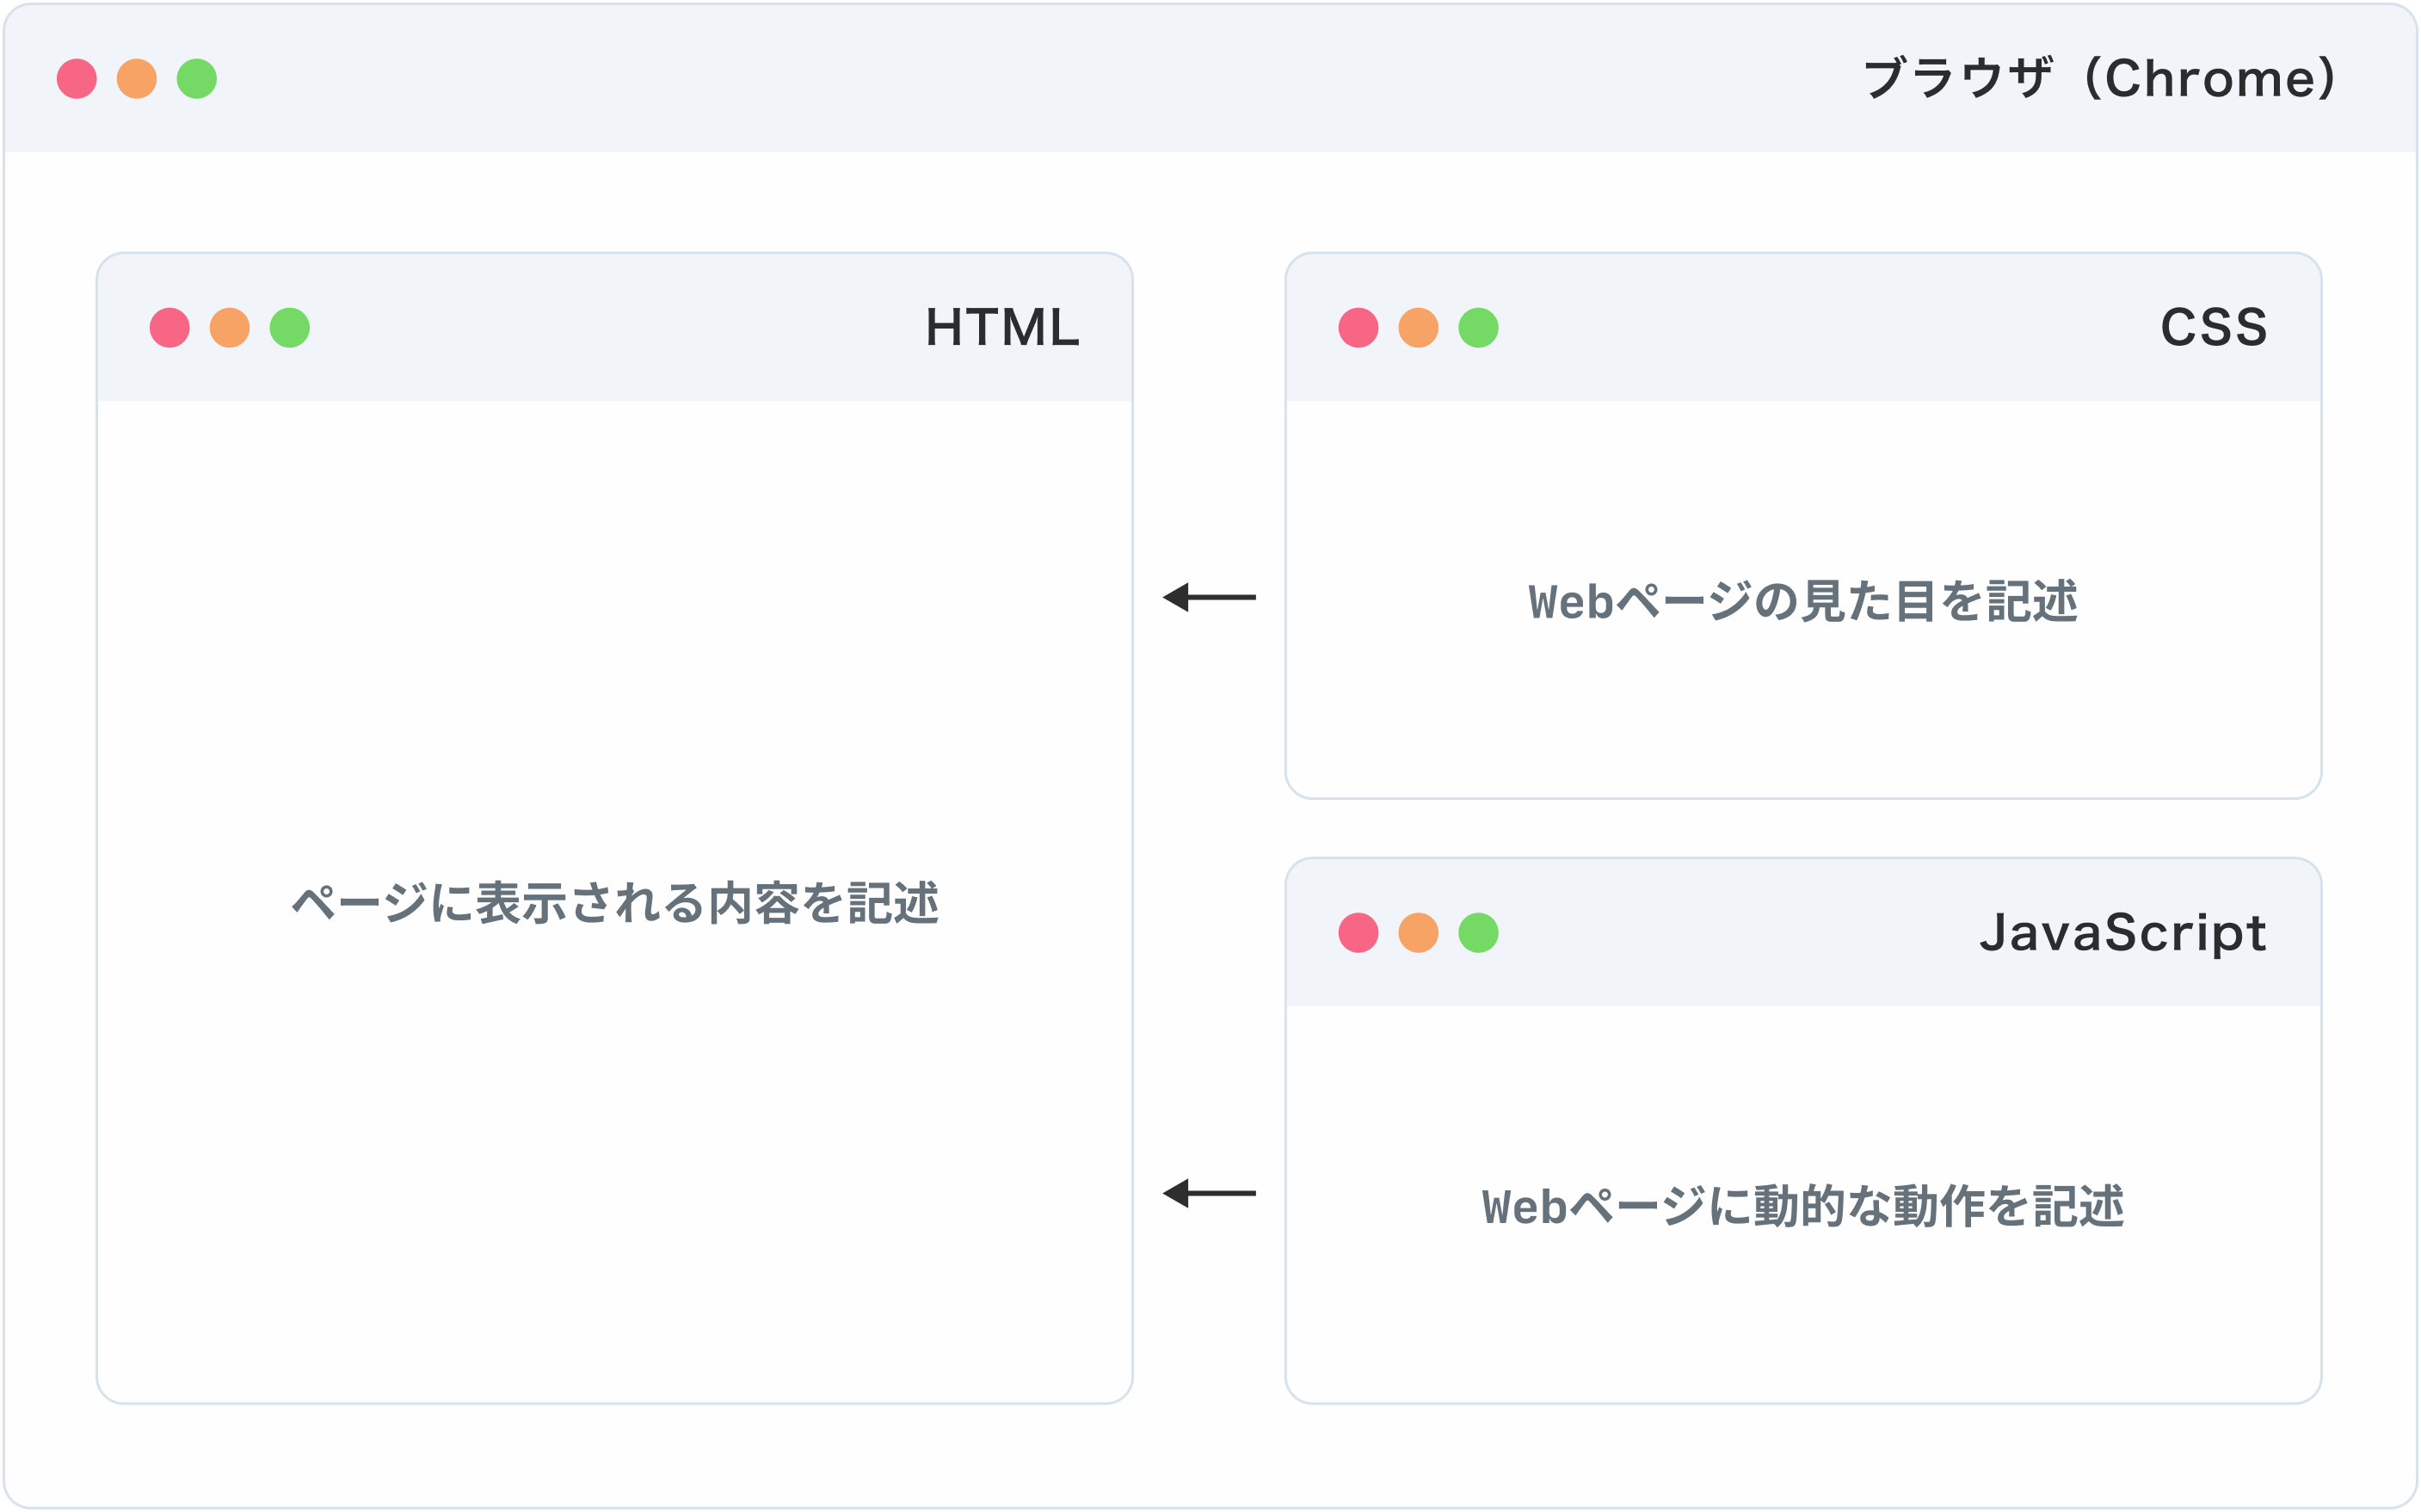 ブラウザ（Chrome）
HTML
ページに表示される内容を記述
CSS
Webページの見た目を記述
JavaScript
Webページに動的な動作を記述